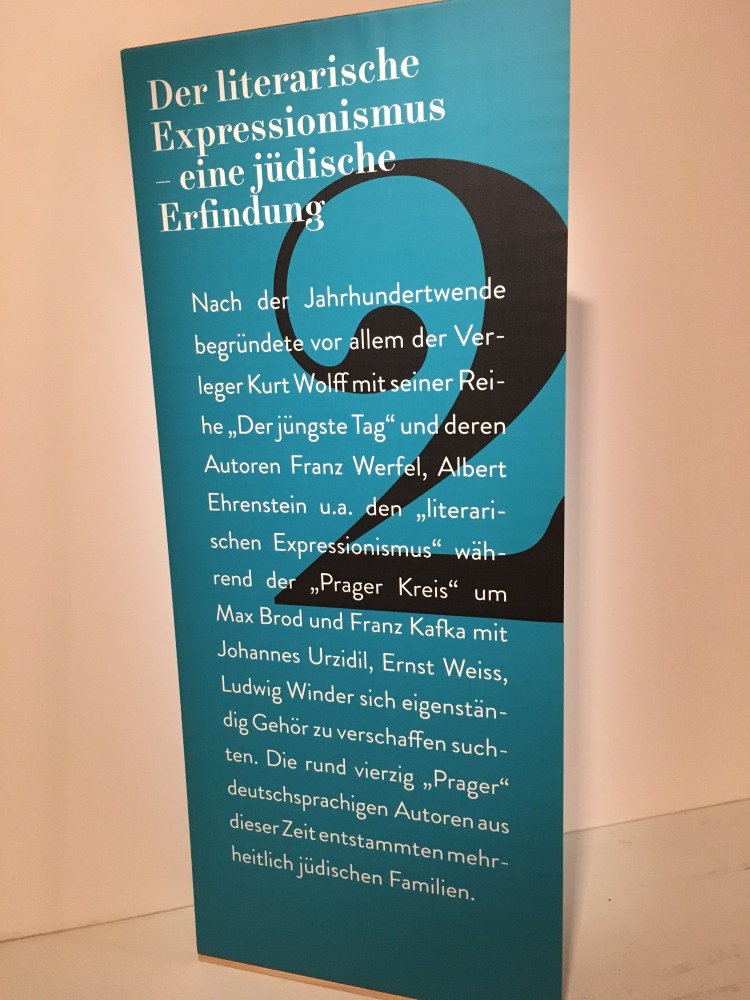 Der literarische
Expressionismus
– eine jüdische
Erfindung
2
Nach der Jahrhundertwende
begründete vor allem der Ver-
leger Kurt Wolff mit seiner Rei-
he „Der jüngste Tag“ und deren
Autoren Franz Werfel, Albert
Ehrenstein u.a. den „literari-
schen Expressionismus“ wäh-
rend der „Prager Kreis“ um
Max Brod und Franz Kafka mit
Johannes Urzidil, Ernst Weiss,
Ludwig Winder sich eigenstän-
dig Gehör zu verschaffen such-
ten. Die rund vierzig „Prager“
deutschsprachigen Autoren aus
dieser Zeit entstammten mehr-
heitlich jüdischen Familien.